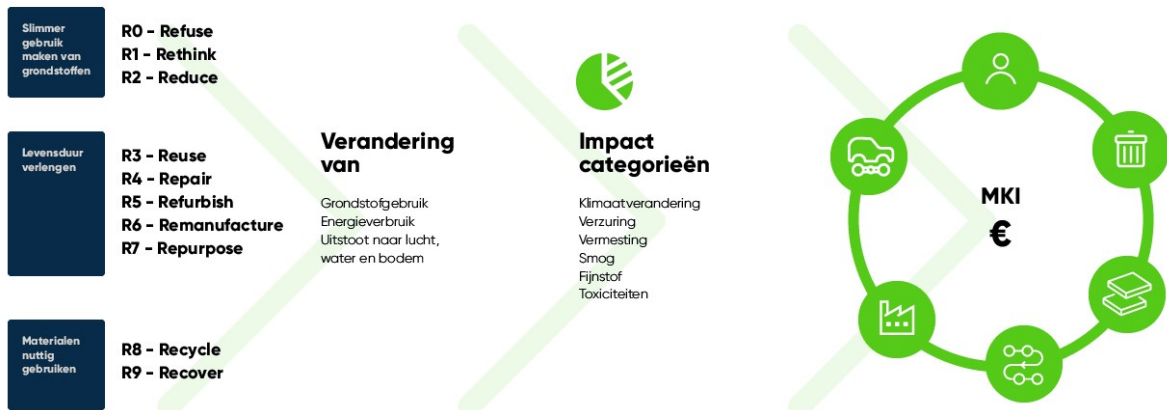 Slimmer
gebruik
maken van
grondstoffen
R0 - Refuse
R1 - Rethink
R2 - Reduce
Levensduur
verlengen
R3 - Reuse
R4 - Repair
R5 - Refurbish
R6 - Remanufacture
R7 - Repurpose
Materialen
nuttig
gebruiken
R8 - Recycle
R9 - Recover
Verandering
van
Grondstofgebruik
Energieverbruik
Uitstoot naar lucht,
water en bodem
Impact
categorieën
Klimaatverandering
Verzuring
Vermesting
Smog
Fijnstof
Toxiciteiten
MKI
€